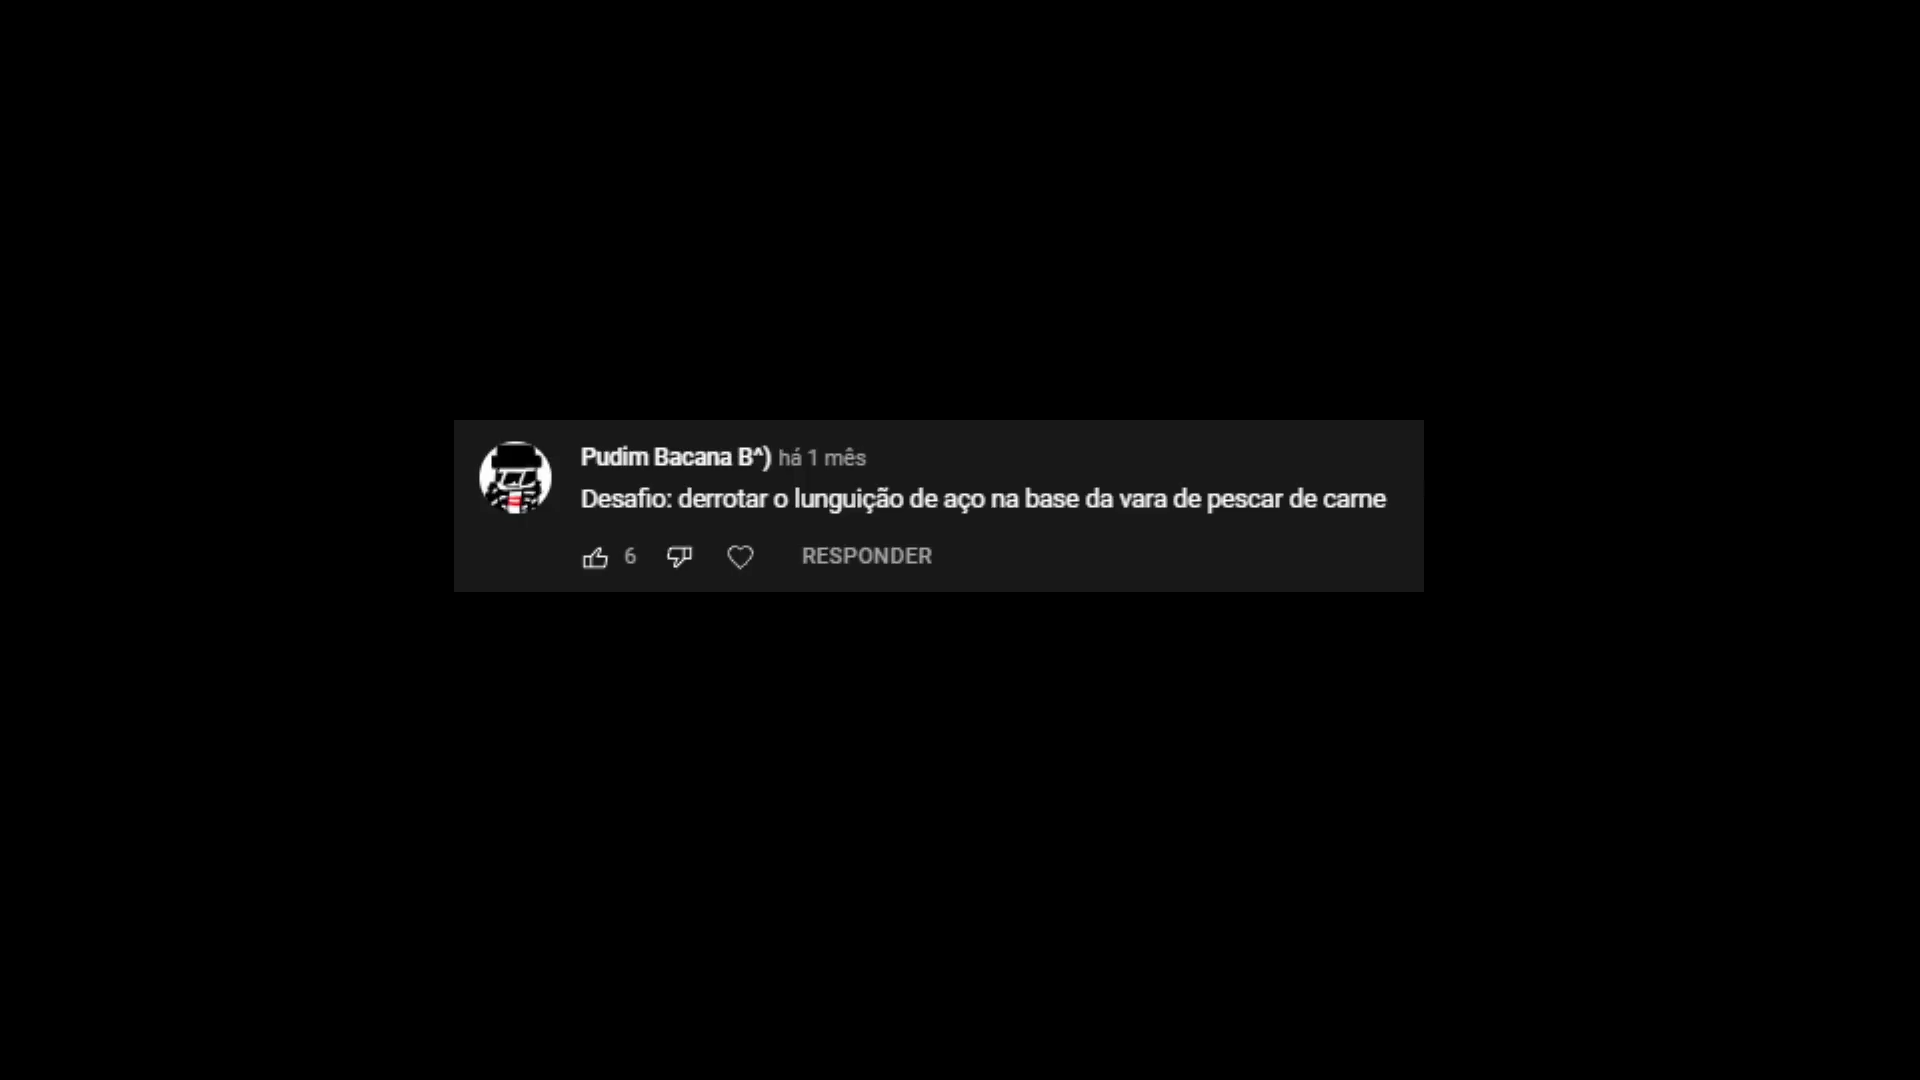 Pudim Bacana B^) há 1 mês
Desafio: derrotar o lunguição de aço na base da vara de pescar de carne
6 RESPONDER